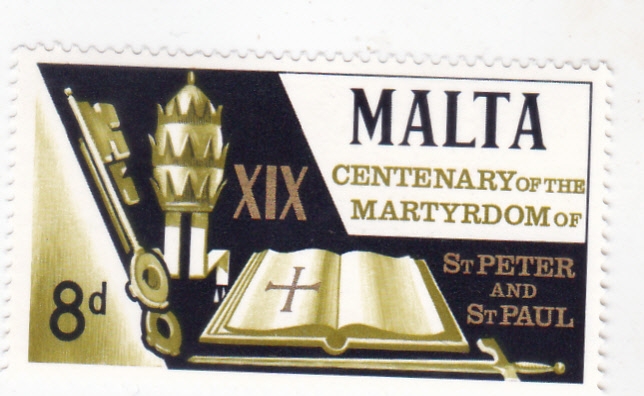 MALTA
XIX
CENTENARY OF THE
MARTYRDOM OF
ST PETER
AND
ST PAUL
8d